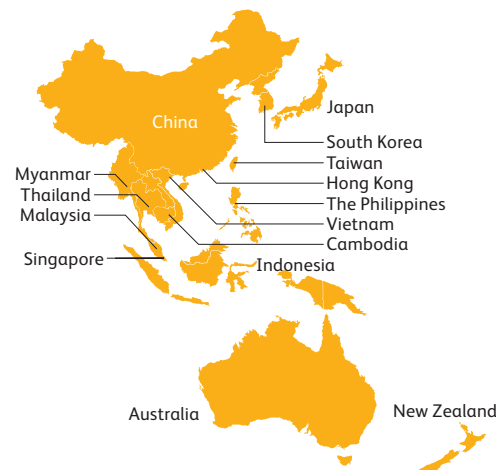 Japan
China
South Korea
Taiwan
Myanmar
Hong Kong
Thailand
The Philippines
Malaysia
Vietnam
Cambodia
Singapore
Indonesia
Australia
New Zealand